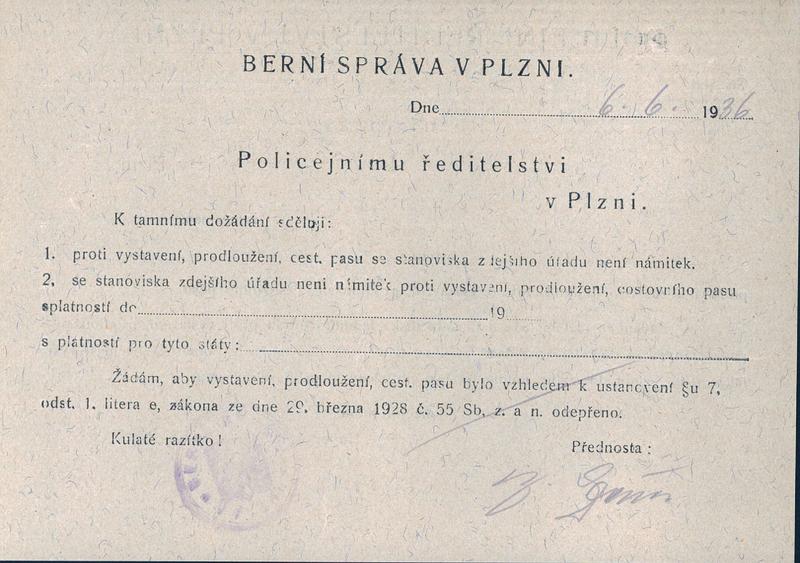 BERNÍ SPRÁVA V PLZNI.
Dne 6. 6. 1936
Policejnímu ředitelství
v Plzni.
K tamnímu dožádání sděluji:
1. proti vystavení, prodloužení, cest. pasu se stanoviska zdejšího úřadu není námitek.
2. se stanoviska zdejšího úřadu neni námitek proti vystavení, prodloužení, cestovního pasu
splatností do 19
s platností pro tyto státy:
Žádám, aby vystavení, prodloužení, cest. pasu bylo vzhledem k ustanovení §u 7,
odst. 1. litera e, zákona ze dne 29. března 1928 č. 55 Sb. z. a n. odepřeno.
Kulaté razítko!
Přednosta: